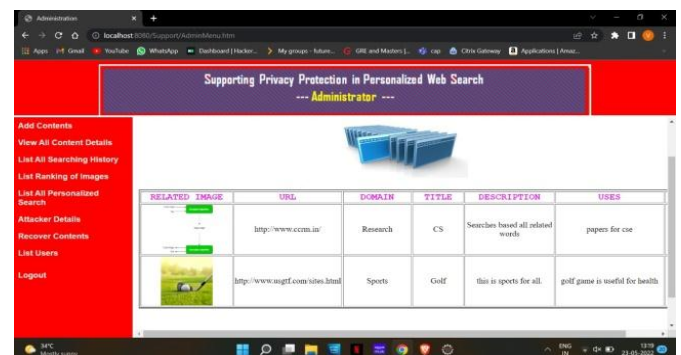 Administration
localhost:8080/Support/AdminMenu.htm
Apps Gmail YouTube WhatsApp Dashboard | Hacker... My groups - future... GRE and Masters |... cap Citrix Gateway Applications | Amaz...
Supporting Privacy Protection in Personalized Web Search
--- Administrator ---
Add Contents
View All Content Details
List All Searching History
List Ranking of Images
List All Personalized
Search
Attacker Details
Recover Contents
List Users
Logout
RELATED IMAGE URL DOMAIN TITLE DESCRIPTION USES
http://www.ccrm.in/ Research CS Searches based all related
words papers for cse
http://www.usgtf.com/sites.html Sports Golf this is sports for all. golf game is useful for health
34°C
Mostly sunny
ENG
IN
13:19
23-05-2022